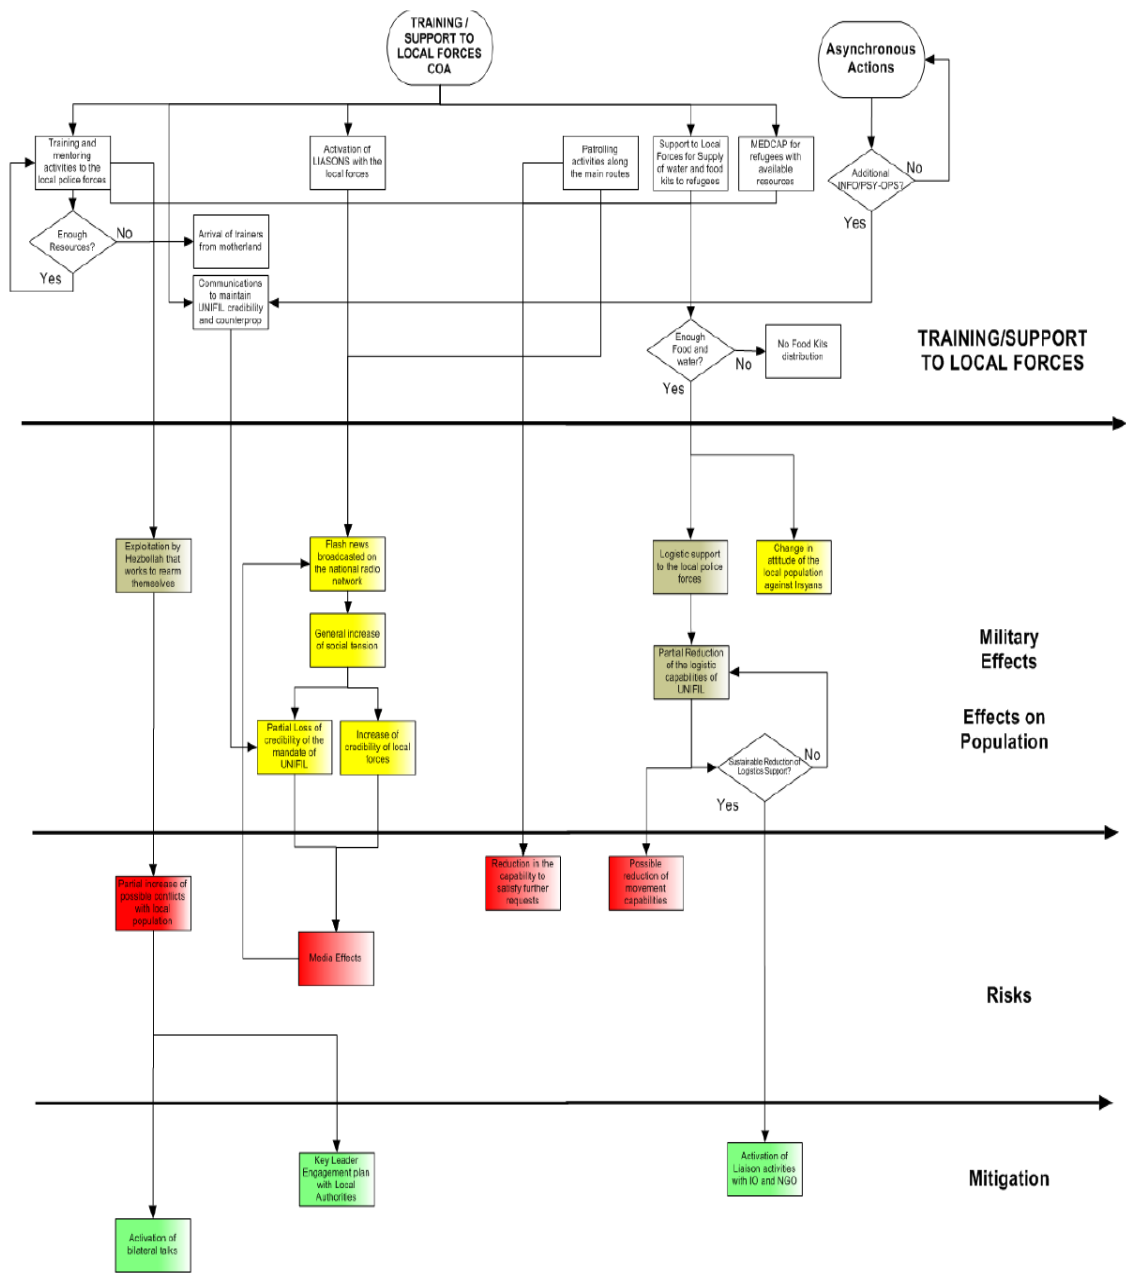 TRAINING /
SUPPORT TO
LOCAL FORCES
COA
Asynchronous
Actions
Training and
mentoring
activities to the
local police forces
Activation of
LIASONS with the
local forces
Patrolling
activities along
the main routes
Support to Local
Forces for Supply
of water and food
kits to refugees
MEDCAP for
refugees with
available
resources
Additional
INFO/PSY-OPS?
No
Yes
Enough
Resources?
No
Yes
Arrival of trainers
from motherland
Communications
to maintain
UNIFIL credibility
and counterprop
Enough
Food and
water?
No
Yes
No Food Kits
distribution
TRAINING/SUPPORT
TO LOCAL FORCES
Exploitation by
Hezbollah that
works to rearm
themselves
Flash news
broadcasted on
the national radio
network
Logistic support
to the local police
forces
Change in
attitude of the
local population
against Irsyans
General increase
of social tension
Partial Reduction
of the logistic
capabilities of
UNIFIL
Military
Effects
Effects on
Population
Partial Loss of
credibility of the
mandate of
UNIFIL
Increase of
credibility of local
forces
Sustainable Reduction of
Logistics Support?
No
Yes
Partial increase of
possible conflicts
with local
population
Reduction in the
capability to
satisfy further
requests
Possible
reduction of
movement
capabilities
Media Effects
Risks
Key Leader
Engagement plan
with Local
Authorities
Activation of
Liaison activities
with IO and NGO
Mitigation
Activation of
bilateral talks